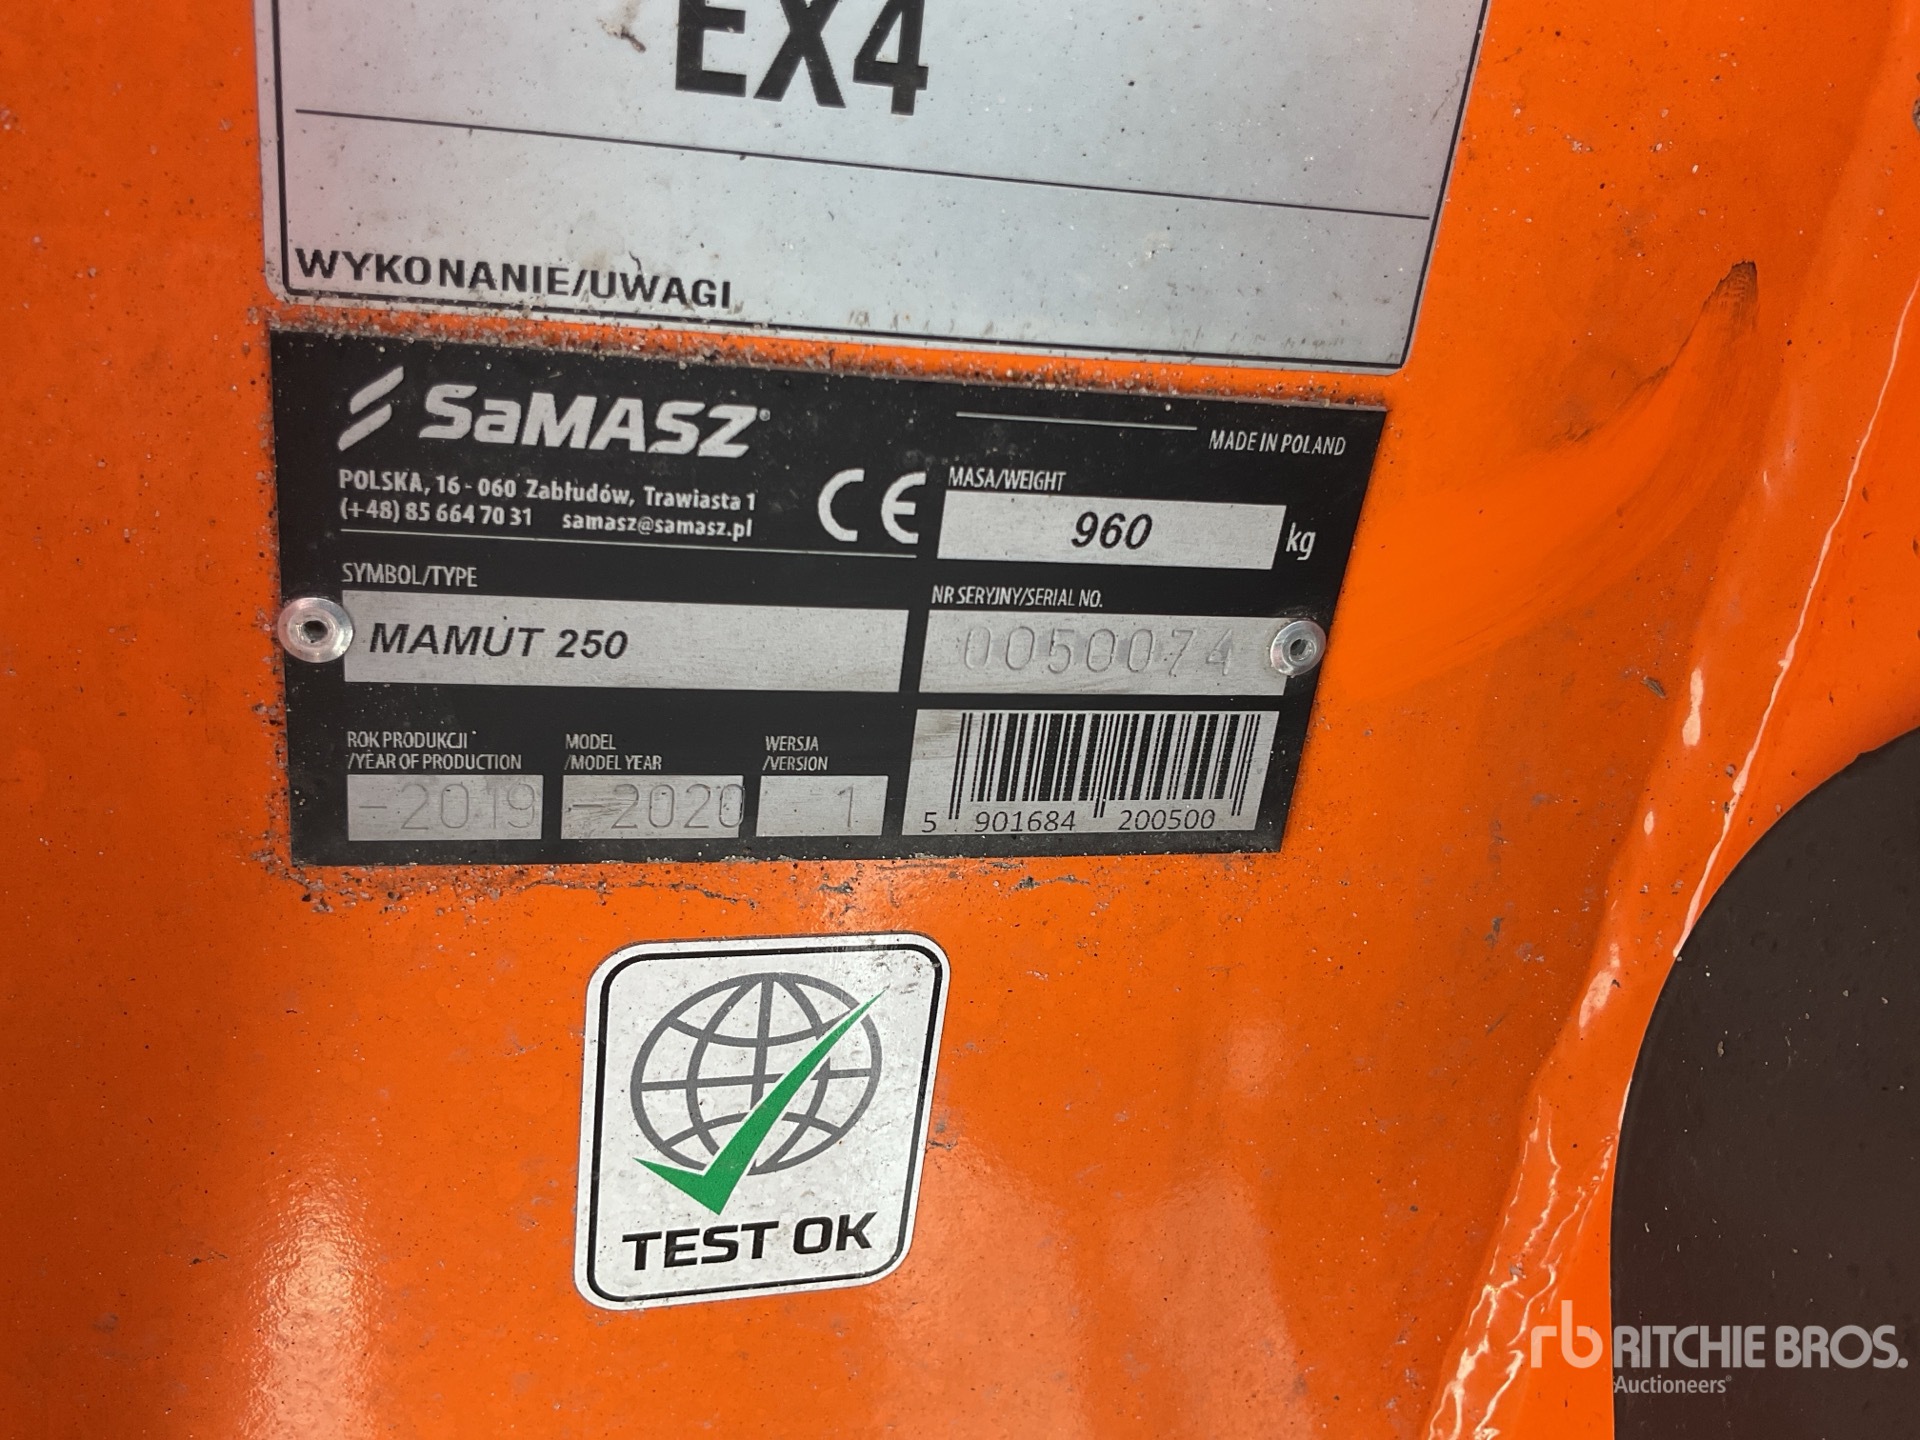 EX4
WYKONANIE/UWAGI
SaMASZ®
MADE IN POLAND
POLSKA, 16 - 060 Zabłudów, Trawiasta 1
(+48) 85 664 70 31 samasz@samasz.pl
CE
MASA/WEIGHT
960 kg
SYMBOL/TYPE
MAMUT 250
NR SERYJNY/SERIAL NO.
0050074
ROK PRODUKCJI
/YEAR OF PRODUCTION
-2019
MODEL
/MODEL YEAR
-2020
WERSJA
/VERSION
1
5 901684 200500
TEST OK
rb RITCHIE BROS.
Auctioneers®